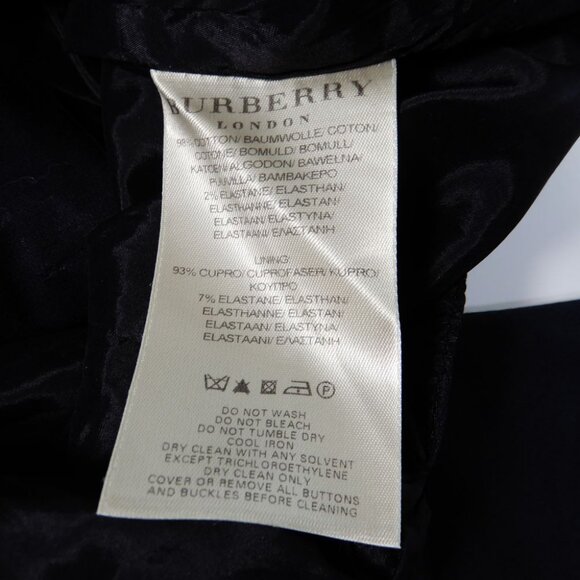 BURBERRY
LONDON
98% COTTON/ BAUMWOLLE/ COTON/
COTONE/ BOMULD/ BOMULL/
KATOEN/ ALGODON/ BAWELNA/
PUUVILLA/ BAMBAKEPO
2% ELASTANE/ ELASTHAN/
ELASTHANNE/ ELASTAN/
ELASTAAN/ ELASTYNA/
ELASTAANI/ ΕΛΑΣΤΑΝΗ
LINING:
93% CUPRO/ CUPROFASER/ KUPRO/
ΚΟΥΠΡΟ
7% ELASTANE/ ELASTHAN/
ELASTHANNE/ ELASTAN/
ELASTAAN/ ELASTYNA/
ELASTAANI/ ΕΛΑΣΤΑΝΗ
P
DO NOT WASH
DO NOT BLEACH
DO NOT TUMBLE DRY
COOL IRON
DRY CLEAN WITH ANY SOLVENT
EXCEPT TRICHLOROETHYLENE
DRY CLEAN ONLY
COVER OR REMOVE ALL BUTTONS
AND BUCKLES BEFORE CLEANING